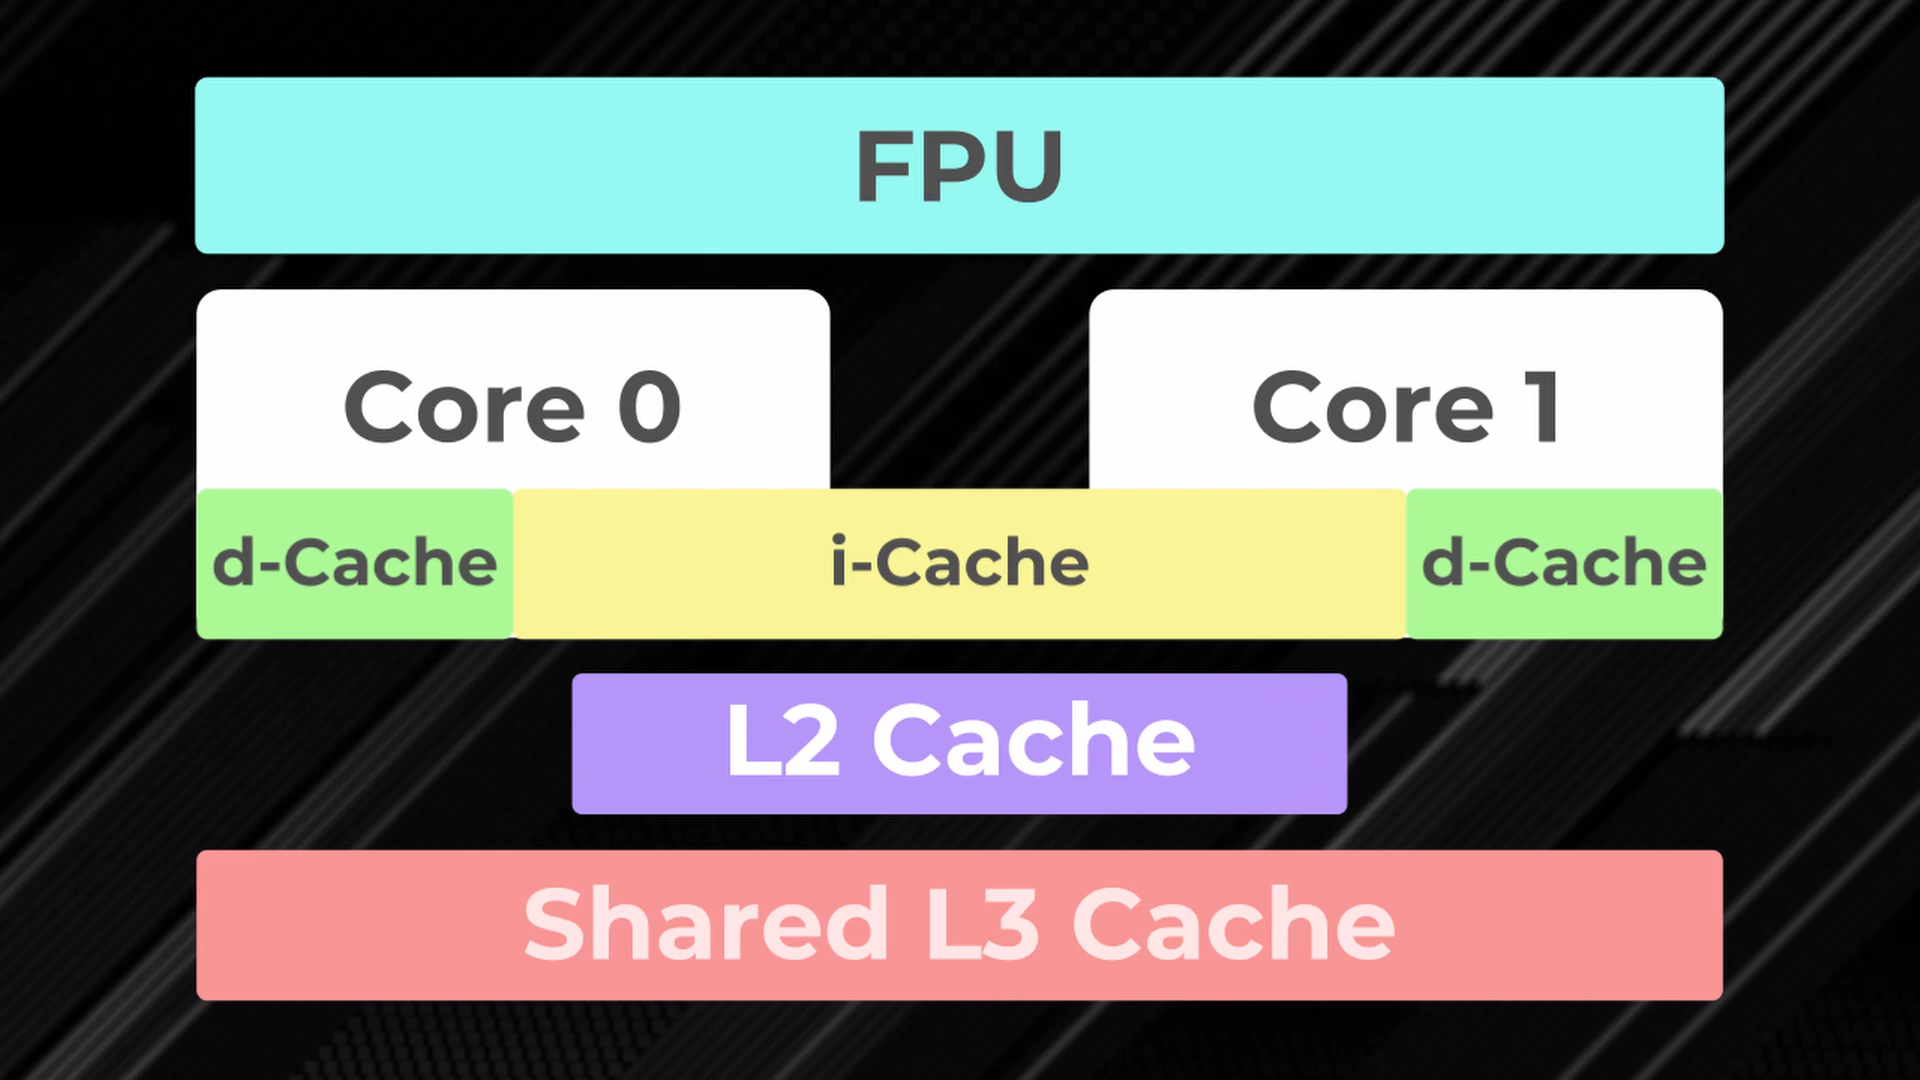 FPU
Core 0
Core 1
d-Cache
i-Cache
d-Cache
L2 Cache
Shared L3 Cache